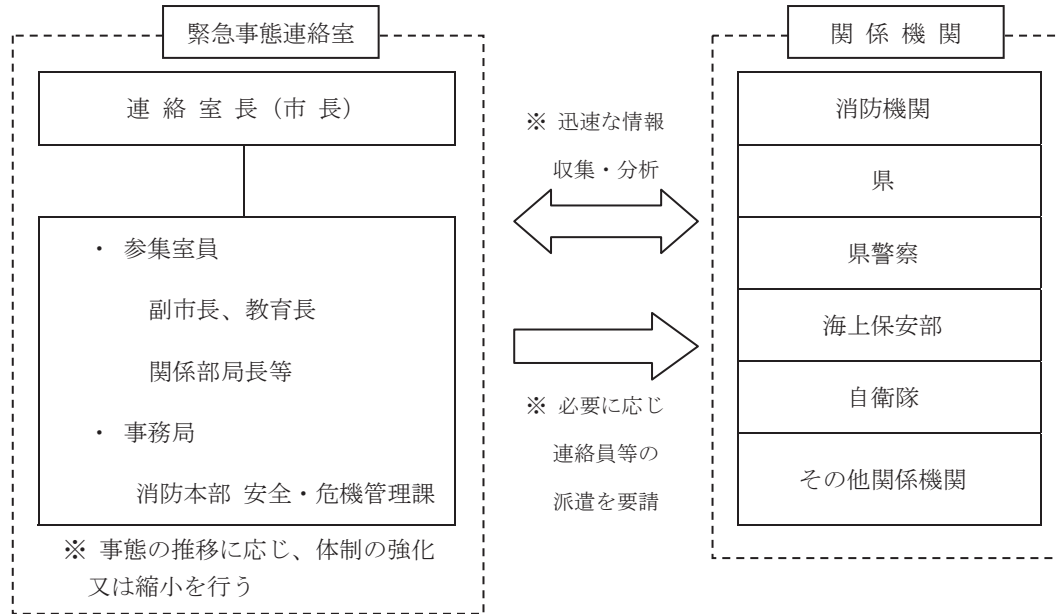 緊急事態連絡室
連 絡 室 長 (市 長)
・ 参集室員
副市長、教育長
関係部局長等
・ 事務局
消防本部 安全・危機管理課
※ 事態の推移に応じ、体制の強化
又は縮小を行う
※ 迅速な情報
収集・分析
※ 必要に応じ
連絡員等の
派遣を要請
関 係 機 関
消防機関
県
県警察
海上保安部
自衛隊
その他関係機関